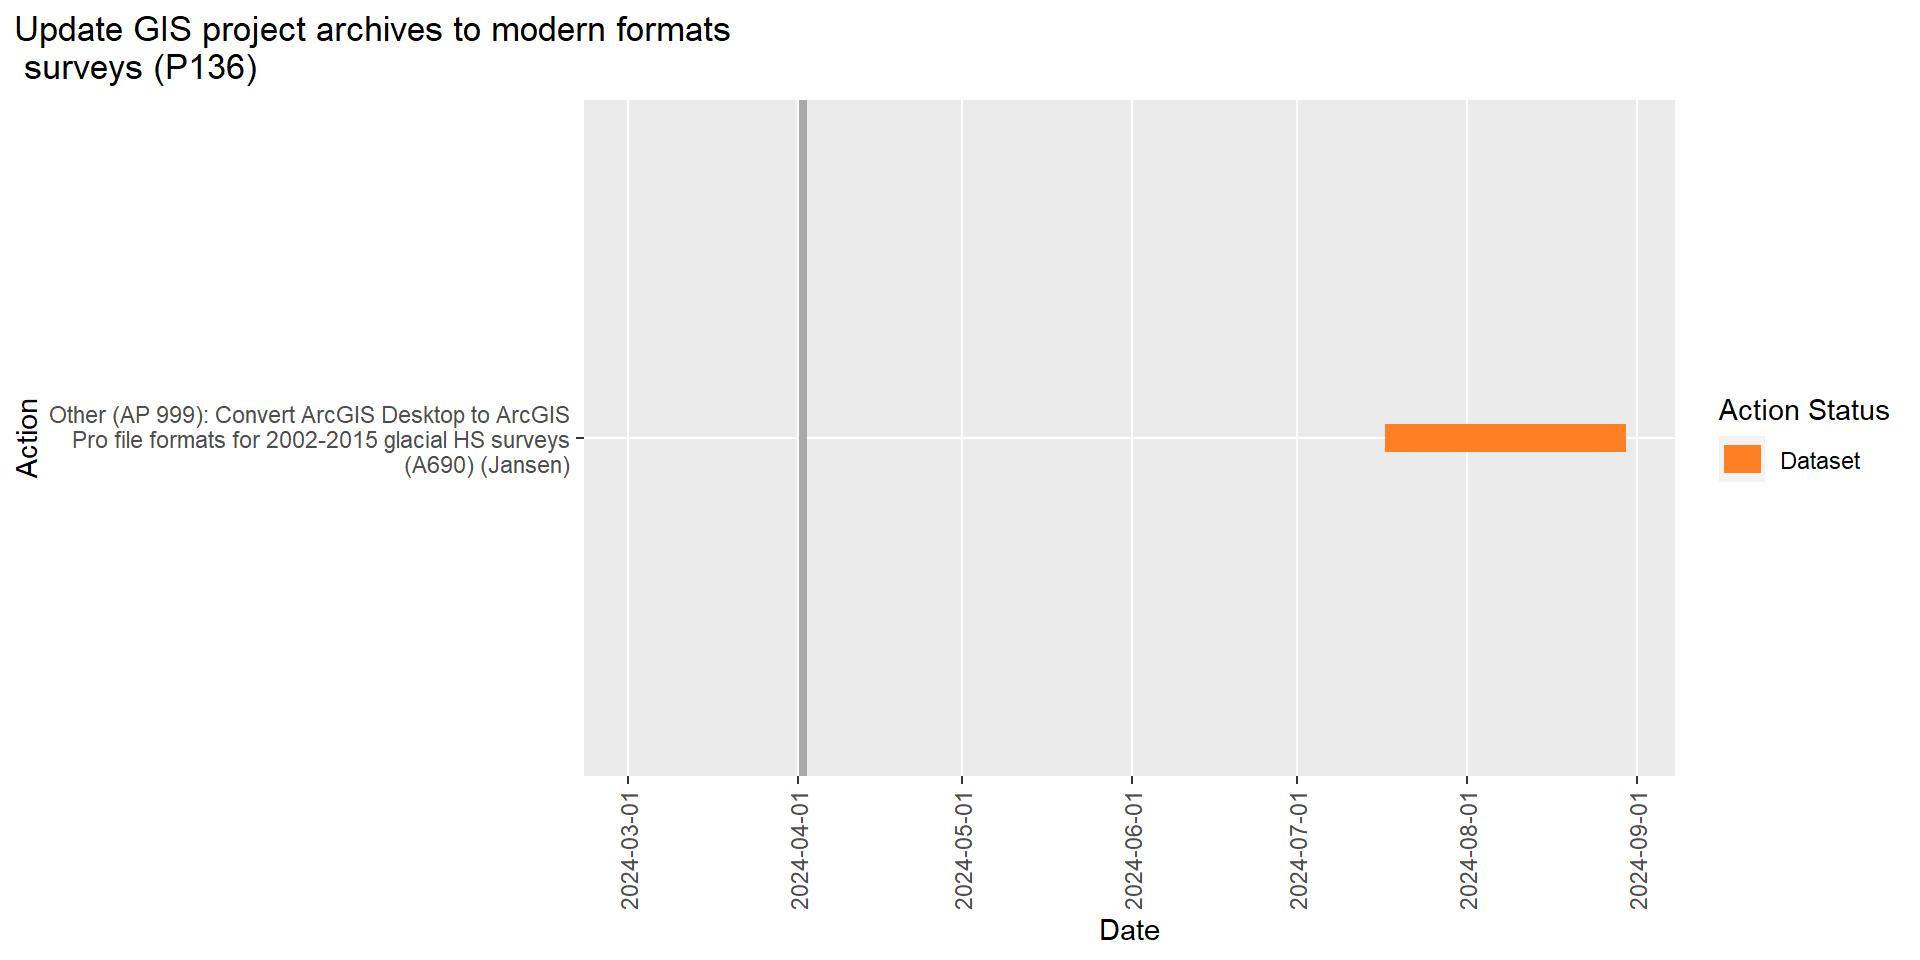 Update GIS project archives to modern formats
surveys (P136)
Action
Other (AP 999): Convert ArcGIS Desktop to ArcGIS
Pro file formats for 2002-2015 glacial HS surveys
(A690) (Jansen)
Action Status
Dataset
2024-03-01
2024-04-01
2024-05-01
2024-06-01
2024-07-01
2024-08-01
2024-09-01
Date